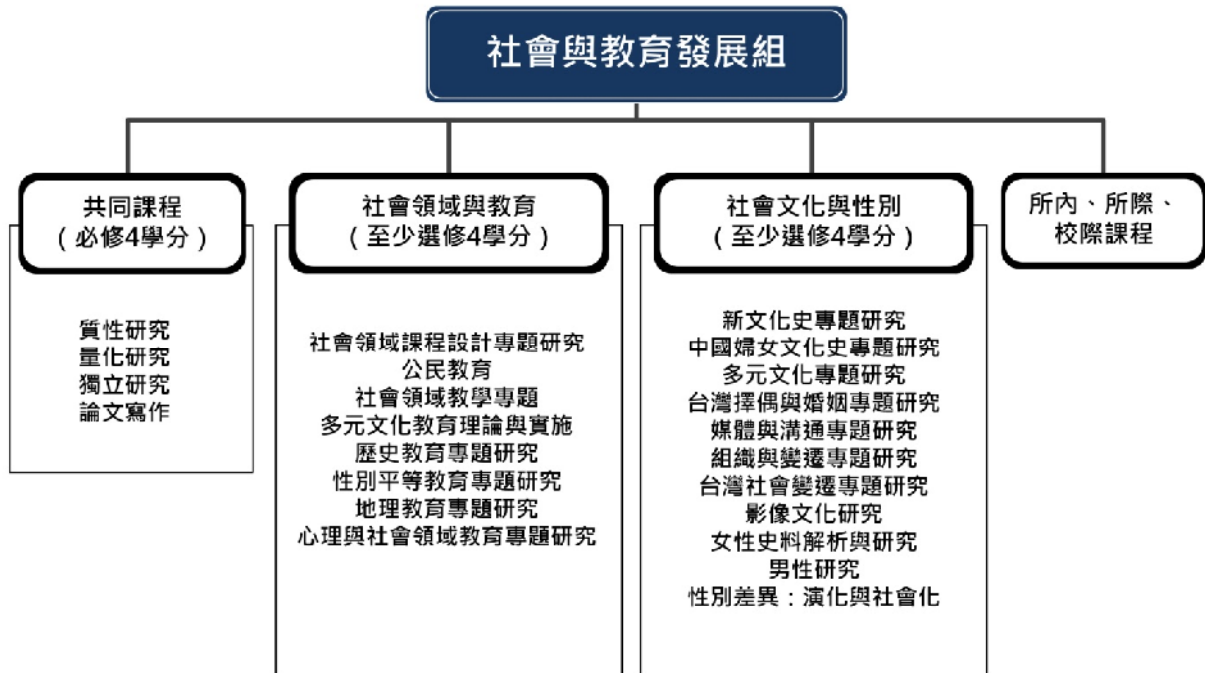 社會與教育發展組
共同課程
（必修4學分）
質性研究
量化研究
獨立研究
論文寫作
社會領域與教育
（至少選修4學分）
社會領域課程設計專題研究
公民教育
社會領域教學專題
多元文化教育理論與實施
歷史教育專題研究
性別平等教育專題研究
地理教育專題研究
心理與社會領域教育專題研究
社會文化與性別
（至少選修4學分）
新文化史專題研究
中國婦女文化史專題研究
多元文化專題研究
台灣擇偶與婚姻專題研究
媒體與溝通專題研究
組織與變遷專題研究
台灣社會變遷專題研究
影像文化研究
女性史料解析與研究
男性研究
性別差異：演化與社會化
所內、所際、
校際課程